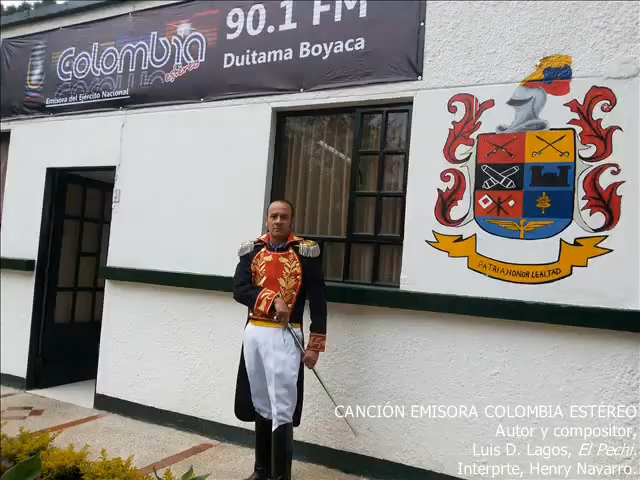 Colombia
estéreo
Emisora del Ejército Nacional
90.1 FM
Duitama Boyaca
PATRIA HONOR LEALTAD
CANCIÓN EMISORA COLOMBIA ESTÉREO
Autor y compositor,
Luis D. Lagos, El Pechi.
Interprte, Henry Navarro.